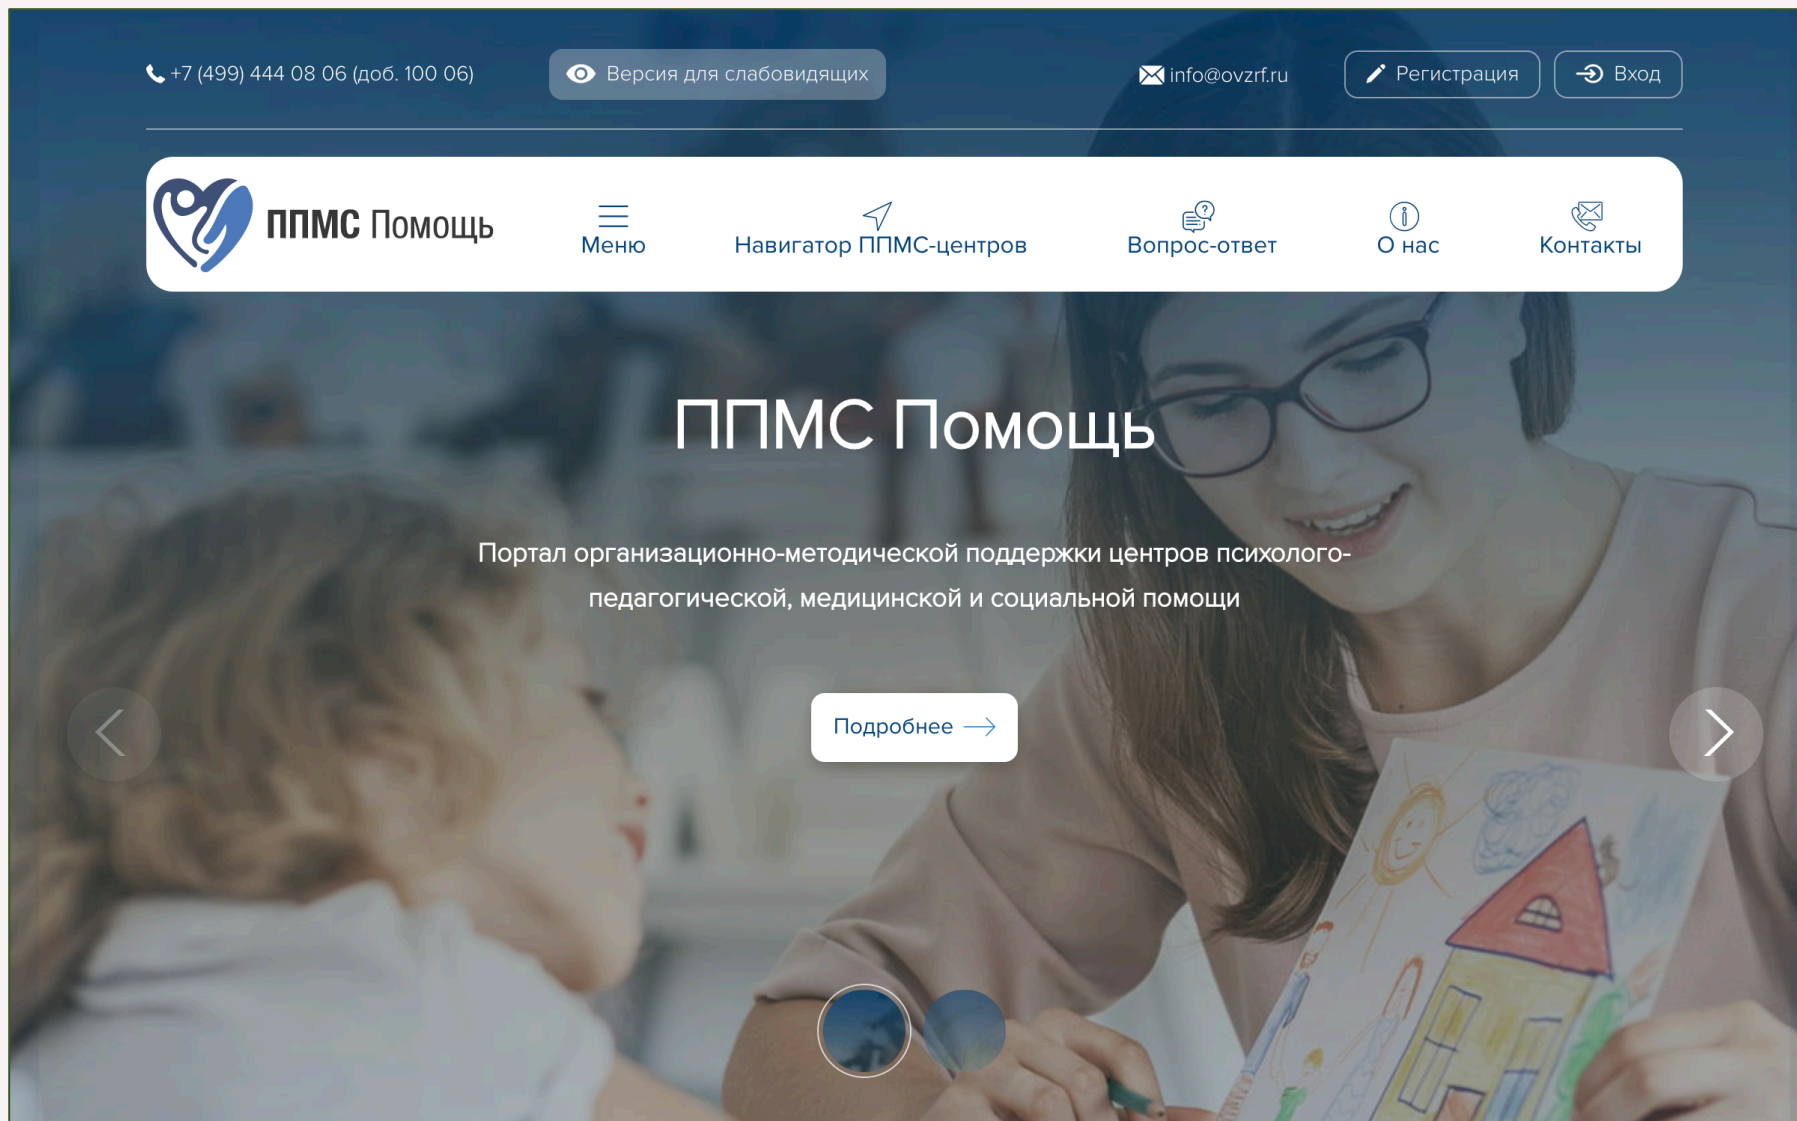 +7 (499) 444 08 06 (доб. 100 06)
Версия для слабовидящих
info@ovzrf.ru
Регистрация
Вход
ППМС Помощь
Меню
Навигатор ППМС-центров
Вопрос-ответ
О нас
Контакты
ППМС Помощь
Портал организационно-методической поддержки центров психолого-
педагогической, медицинской и социальной помощи
Подробнее